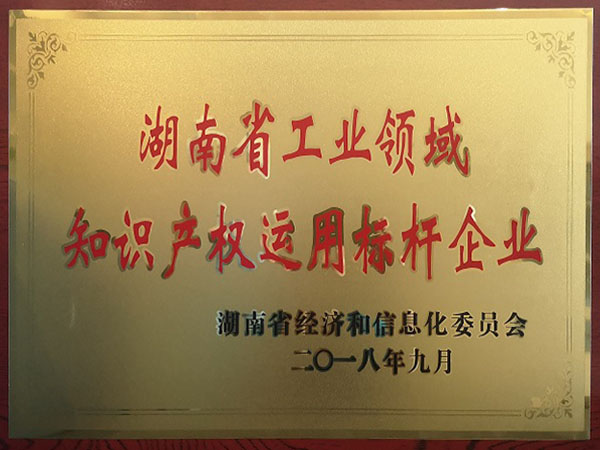 湖南省工业领域
知识产权运用标杆企业
湖南省经济和信息化委员会
二〇一八年九月